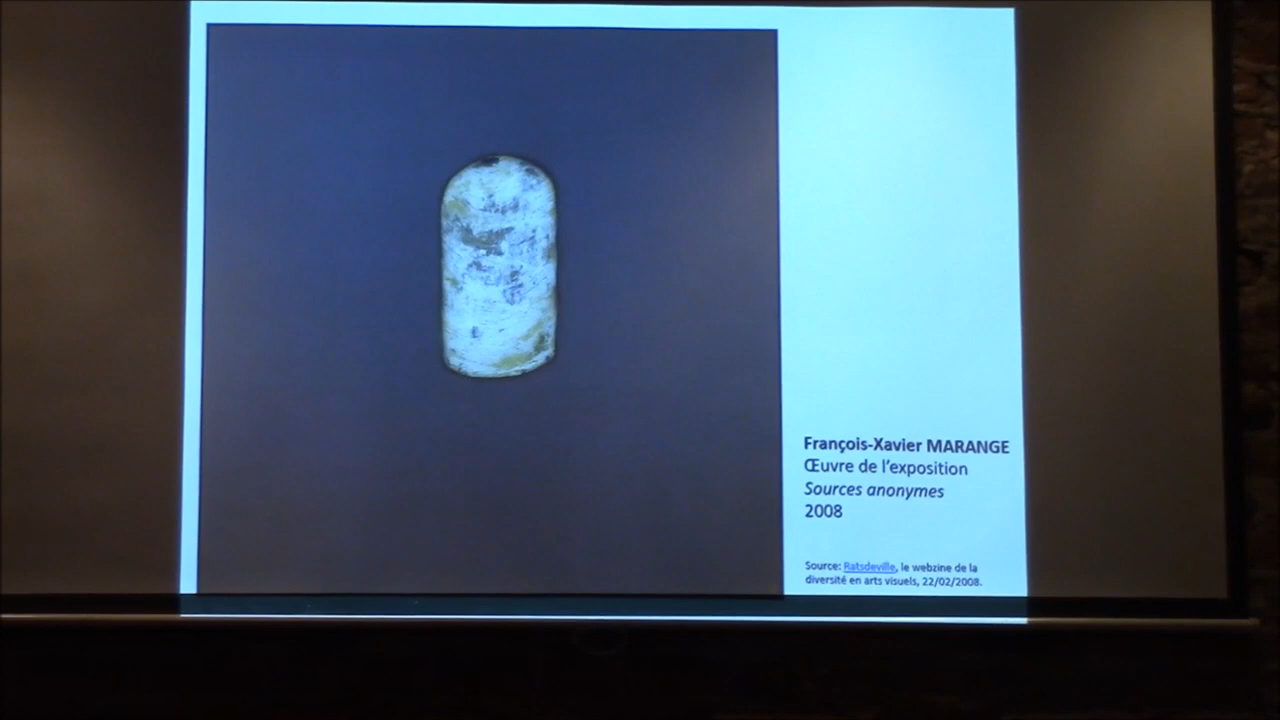 François-Xavier MARANGE
Œuvre de l'exposition
Sources anonymes
2008
Source: Ratsdeville, le webzine de la
diversité en arts visuels, 22/02/2008.